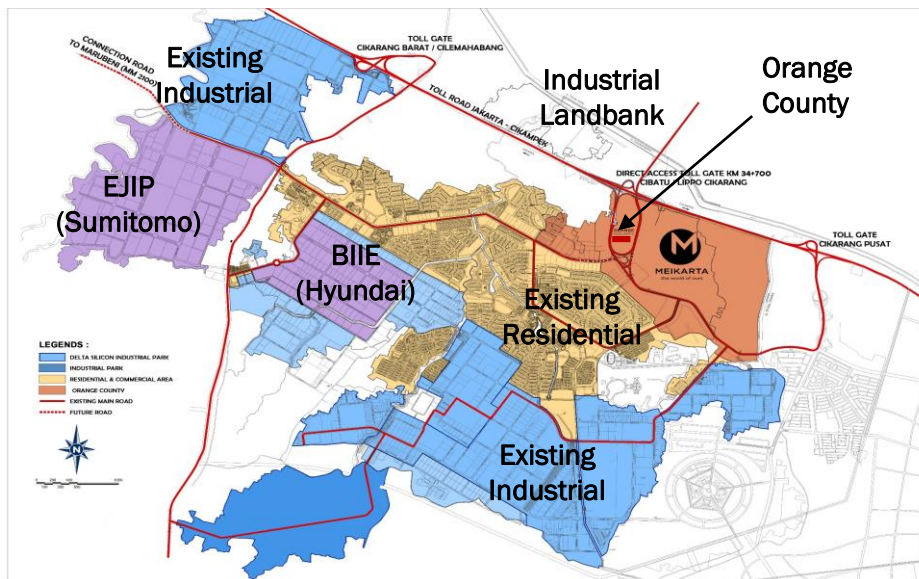 Existing
Industrial
TOLL GATE
CIKARANG BARAT / CILEMAHABANG
CONNECTION ROAD
TO MARUBENI (MM 2100)
Industrial
Landbank
Orange
County
TOLL ROAD JAKARTA - CIKAMPEK
DIRECT ACCESS TOLL GATE KM 34+700
CIBATU - LIPPO CIKARANG
EJIP
(Sumitomo)
TOLL GATE
CIKARANG PUSAT
M
MEIKARTA
BIIE
(Hyundai)
Existing
Residential
LEGENDS :
DELTA SILICON INDUSTRIAL PARK
INDUSTRIAL PARK
RESIDENTIAL & COMMERCIAL AREA
ORANGE COUNTY
EXISTING MAIN ROAD
FUTURE ROAD
N
Existing
Industrial